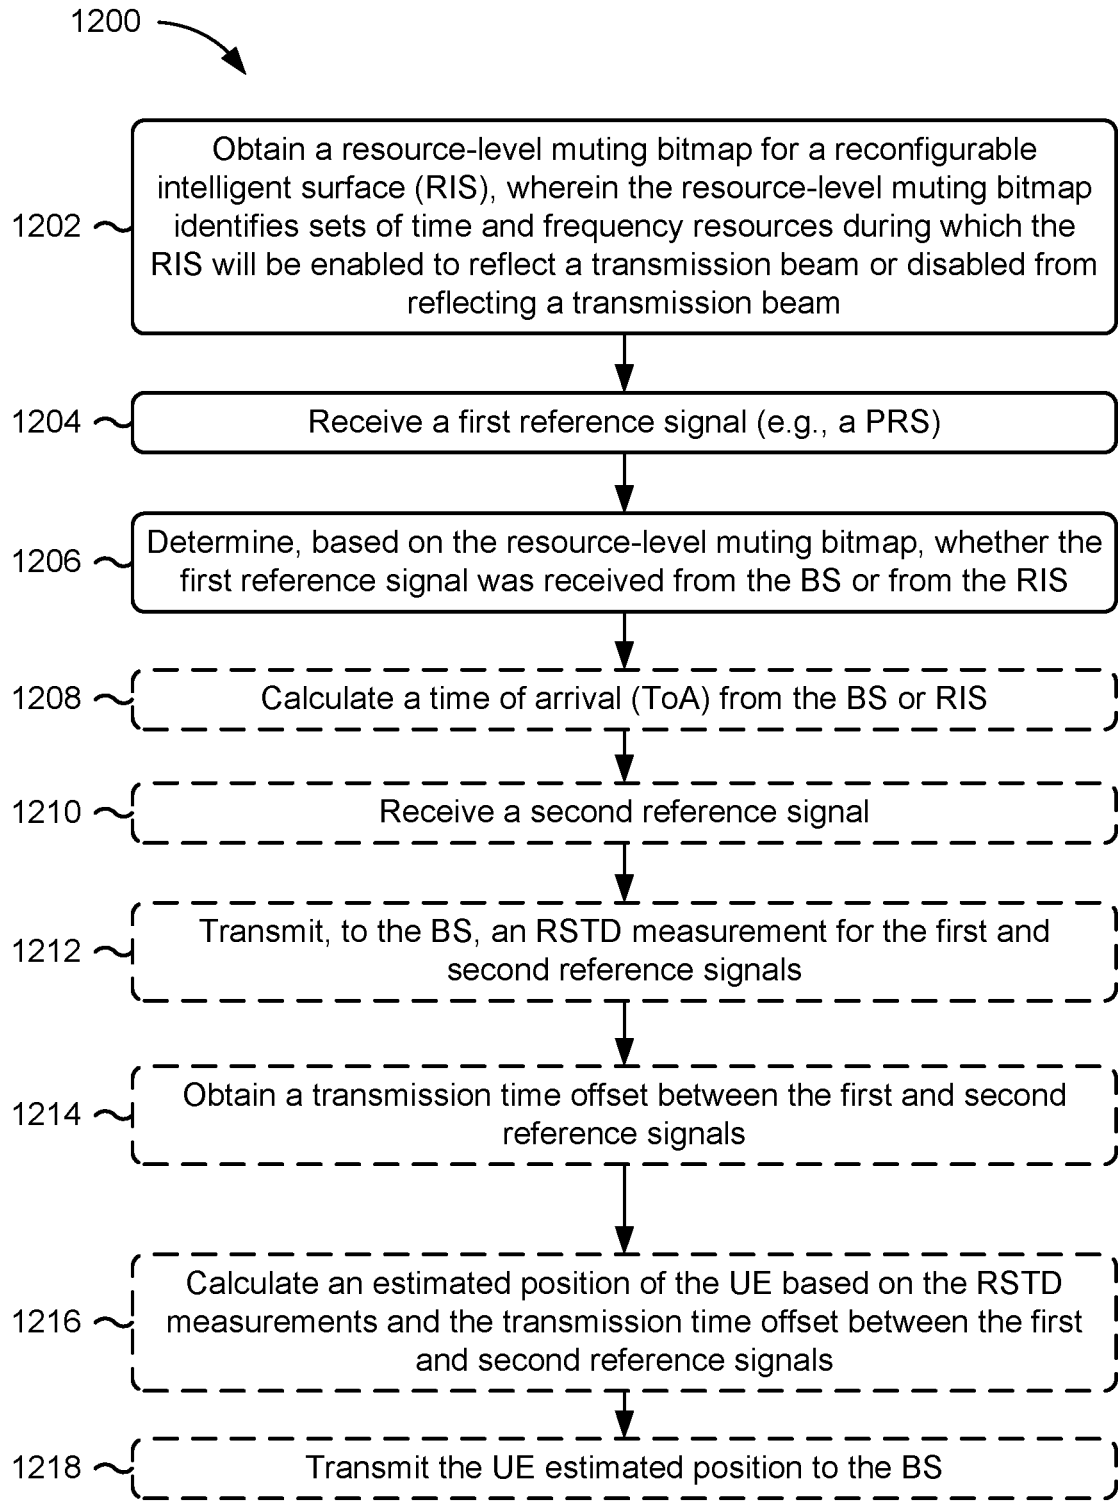 1200
Obtain a resource-level muting bitmap for a reconfigurable
intelligent surface (RIS), wherein the resource-level muting bitmap
1202
identifies sets of time and frequency resources during which the
RIS will be enabled to reflect a transmission beam or disabled from
reflecting a transmission beam
1204
Receive a first reference signal (e.g., a PRS)
1206
Determine, based on the resource-level muting bitmap, whether the
first reference signal was received from the BS or from the RIS
1208
Calculate a time of arrival (ToA) from the BS or RIS
1210
Receive a second reference signal
1212
Transmit, to the BS, an RSTD measurement for the first and
second reference signals
1214
Obtain a transmission time offset between the first and second
reference signals
1216
Calculate an estimated position of the UE based on the RSTD
measurements and the transmission time offset between the first
and second reference signals
1218
Transmit the UE estimated position to the BS